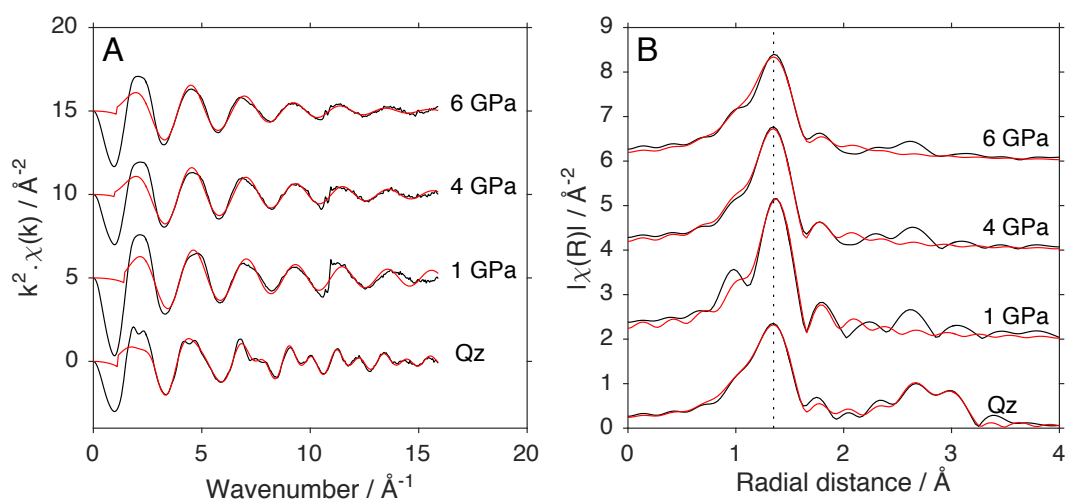 A
20
15
10
5
0
k².χ(k) / Å⁻²
6 GPa
4 GPa
1 GPa
Qz
0
5
10
15
20
Wavenumber / Å⁻¹
B
9
8
7
6
5
4
3
2
1
0
|χ(R)| / Å⁻²
6 GPa
4 GPa
1 GPa
Qz
0
1
2
3
4
Radial distance / Å